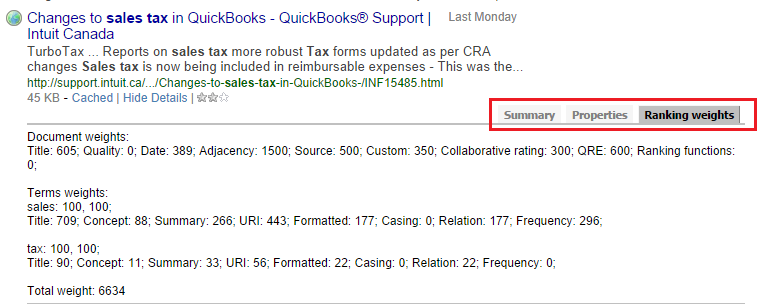 Changes to sales tax in QuickBooks - QuickBooks® Support | Last Monday
Intuit Canada
TurboTax ... Reports on sales tax more robust Tax forms updated as per CRA
changes Sales tax is now being included in reimbursable expenses - This was the...
http://support.intuit.ca/.../Changes-to-sales-tax-in-QuickBooks-/INF15485.html
45 KB - Cached | Hide Details |
Summary Properties Ranking weights
Document weights:
Title: 605; Quality: 0; Date: 389; Adjacency: 1500; Source: 500; Custom: 350; Collaborative rating: 300; QRE: 600; Ranking functions:
0;
Terms weights:
sales: 100, 100;
Title: 709; Concept: 88; Summary: 266; URI: 443; Formatted: 177; Casing: 0; Relation: 177; Frequency: 296;
tax: 100, 100;
Title: 90; Concept: 11; Summary: 33; URI: 56; Formatted: 22; Casing: 0; Relation: 22; Frequency: 0;
Total weight: 6634